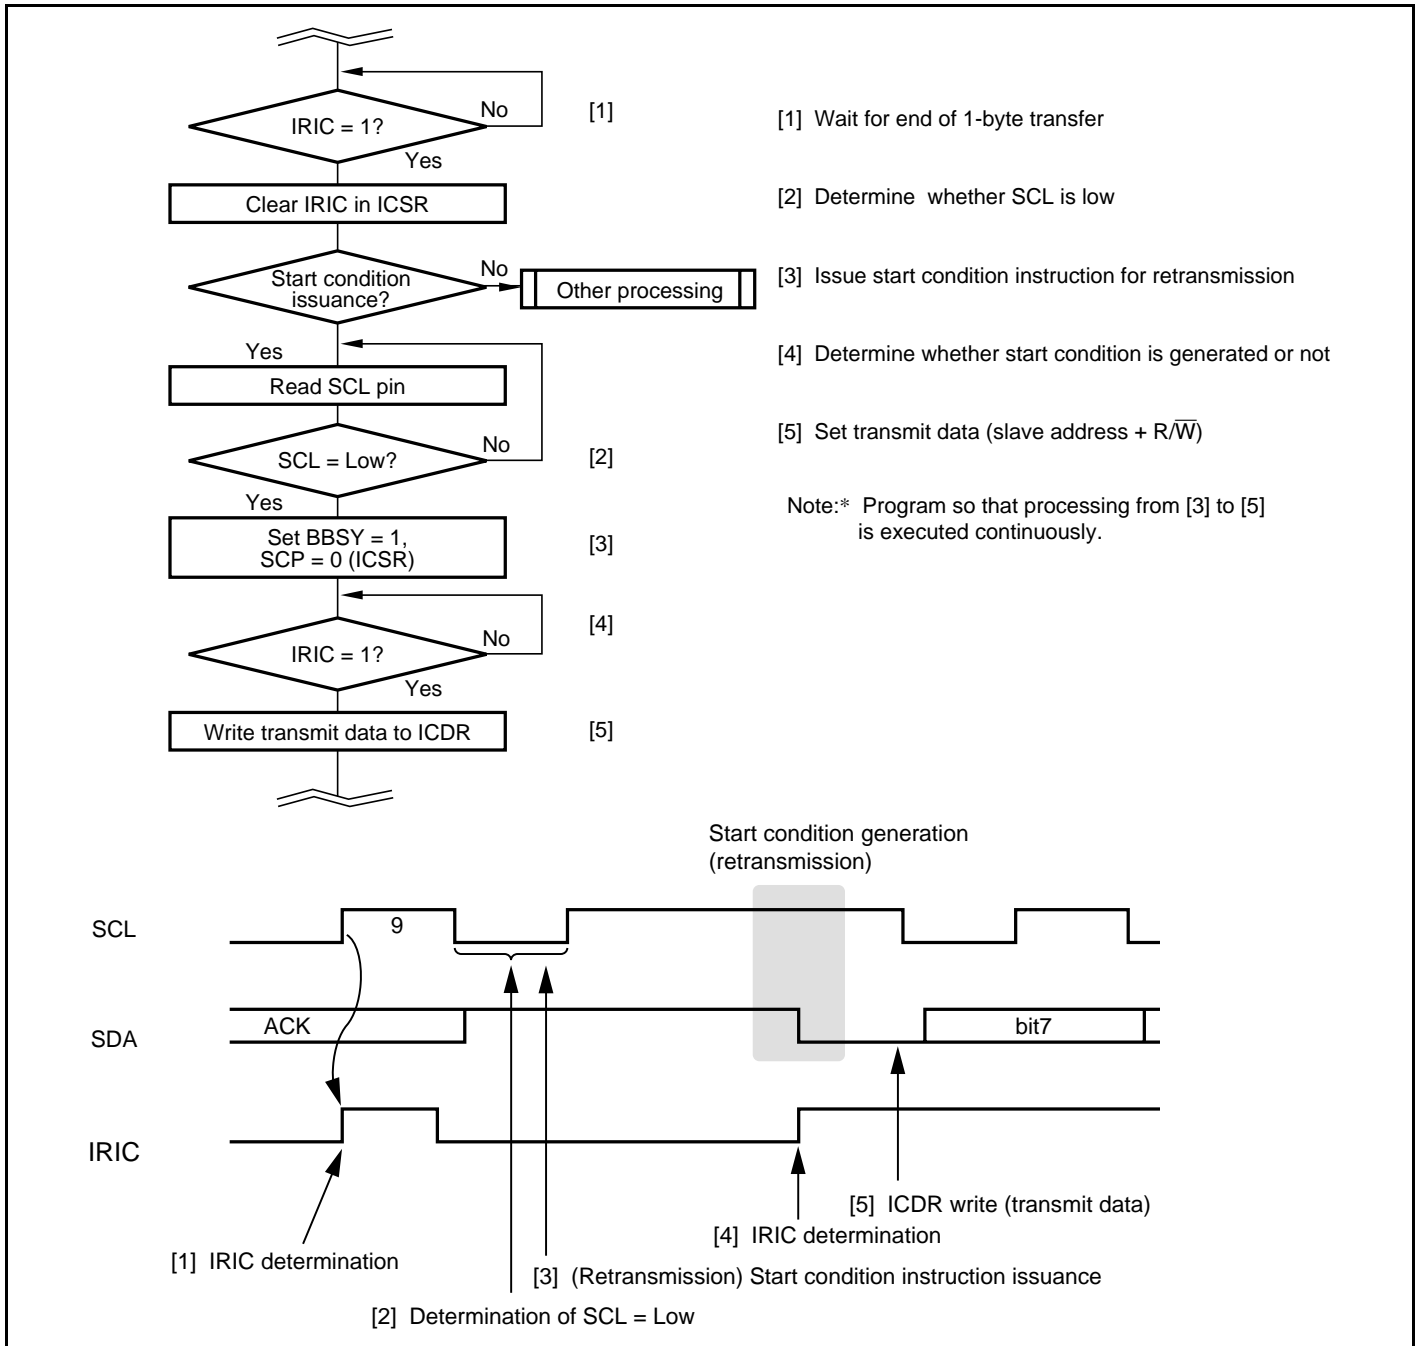 IRIC = 1?
No
[1]
Yes
Clear IRIC in ICSR
Start condition
issuance?
No
Other processing
Yes
Read SCL pin
SCL = Low?
No
[2]
Yes
Set BBSY = 1,
SCP = 0 (ICSR)
[3]
IRIC = 1?
No
[4]
Yes
Write transmit data to ICDR
[5]
[1] Wait for end of 1-byte transfer
[2] Determine whether SCL is low
[3] Issue start condition instruction for retransmission
[4] Determine whether start condition is generated or not
[5] Set transmit data (slave address + R/W̅)
Note:* Program so that processing from [3] to [5]
is executed continuously.
Start condition generation
(retransmission)
SCL
9
SDA
ACK
bit7
IRIC
[5] ICDR write (transmit data)
[4] IRIC determination
[1] IRIC determination
[3] (Retransmission) Start condition instruction issuance
[2] Determination of SCL = Low